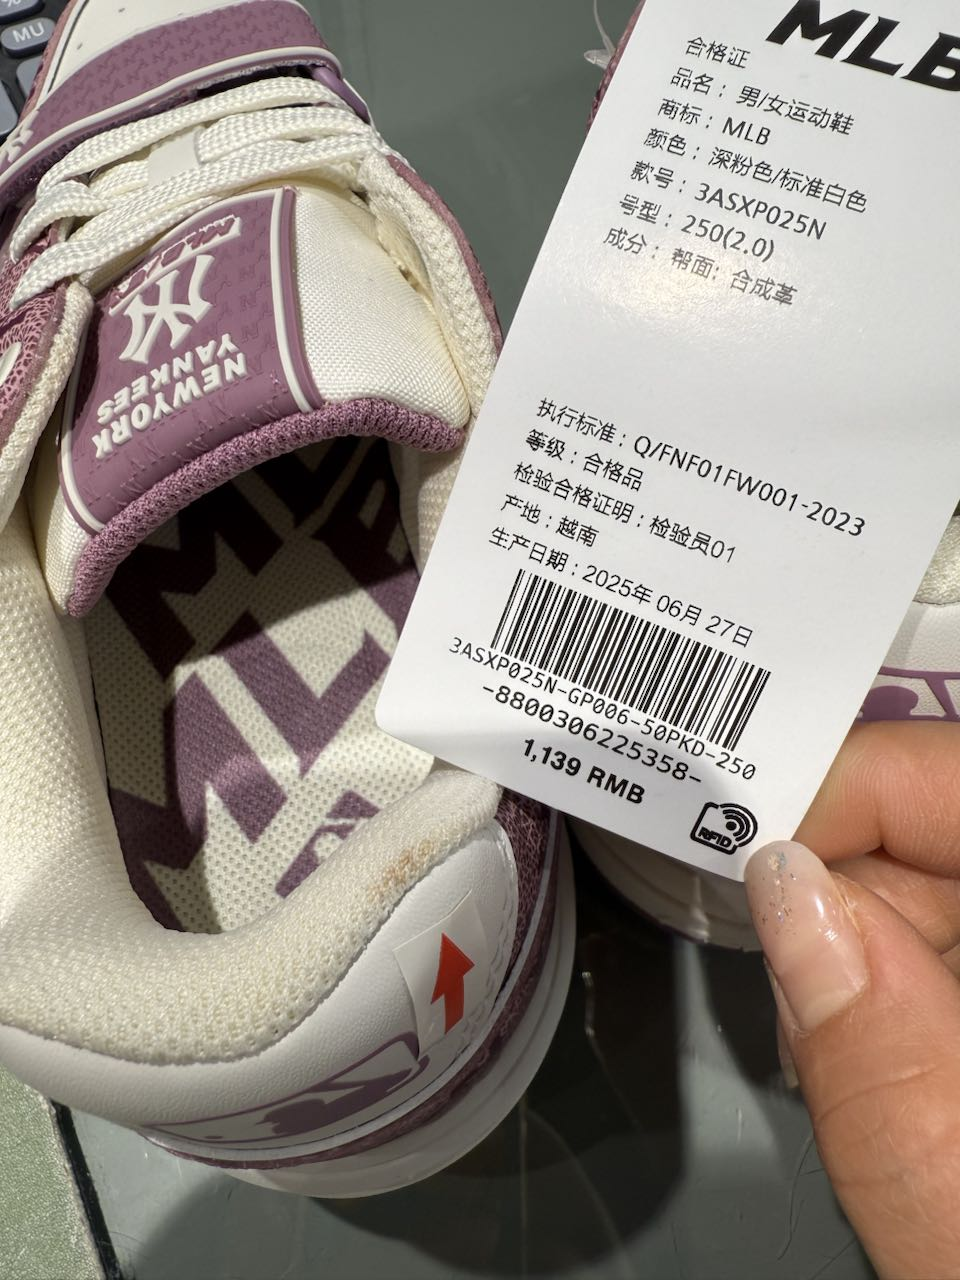 MU
%
MLB
合格证
品名：男/女运动鞋
商标：MLB
颜色：深粉色/标准白色
款号：3ASXP025N
号型：250(2.0)
成分：帮面: 合成革
执行标准：Q/FNF01FW001-2023
等级：合格品
检验合格证明：检验员01
产地：越南
生产日期：2025年 06月 27日
3ASXP025N-GP006-50PKD-250
-8800306225358-
1,139 RMB
RFID
NY
NEWYORK
YANKEES